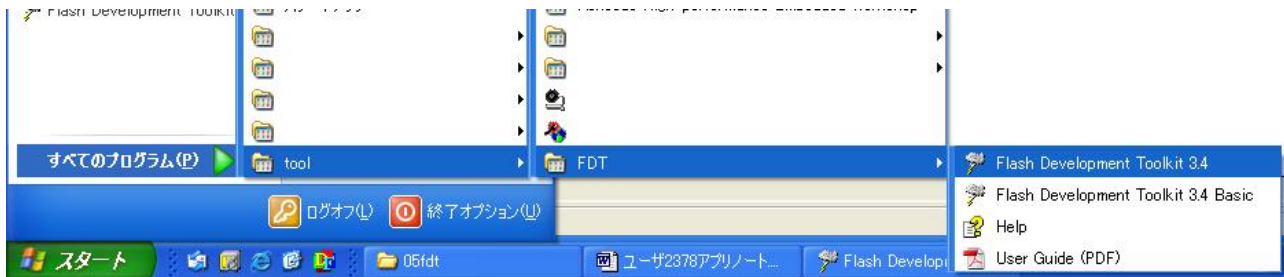 Flash Development Toolkit
すべてのプログラム(P)
tool
FDT
Flash Development Toolkit 3.4
Flash Development Toolkit 3.4 Basic
Help
User Guide (PDF)
ログオフ(L)
終了オプション(U)
スタート
05fdt
ユーザ2378アプリノート...
Flash Develop